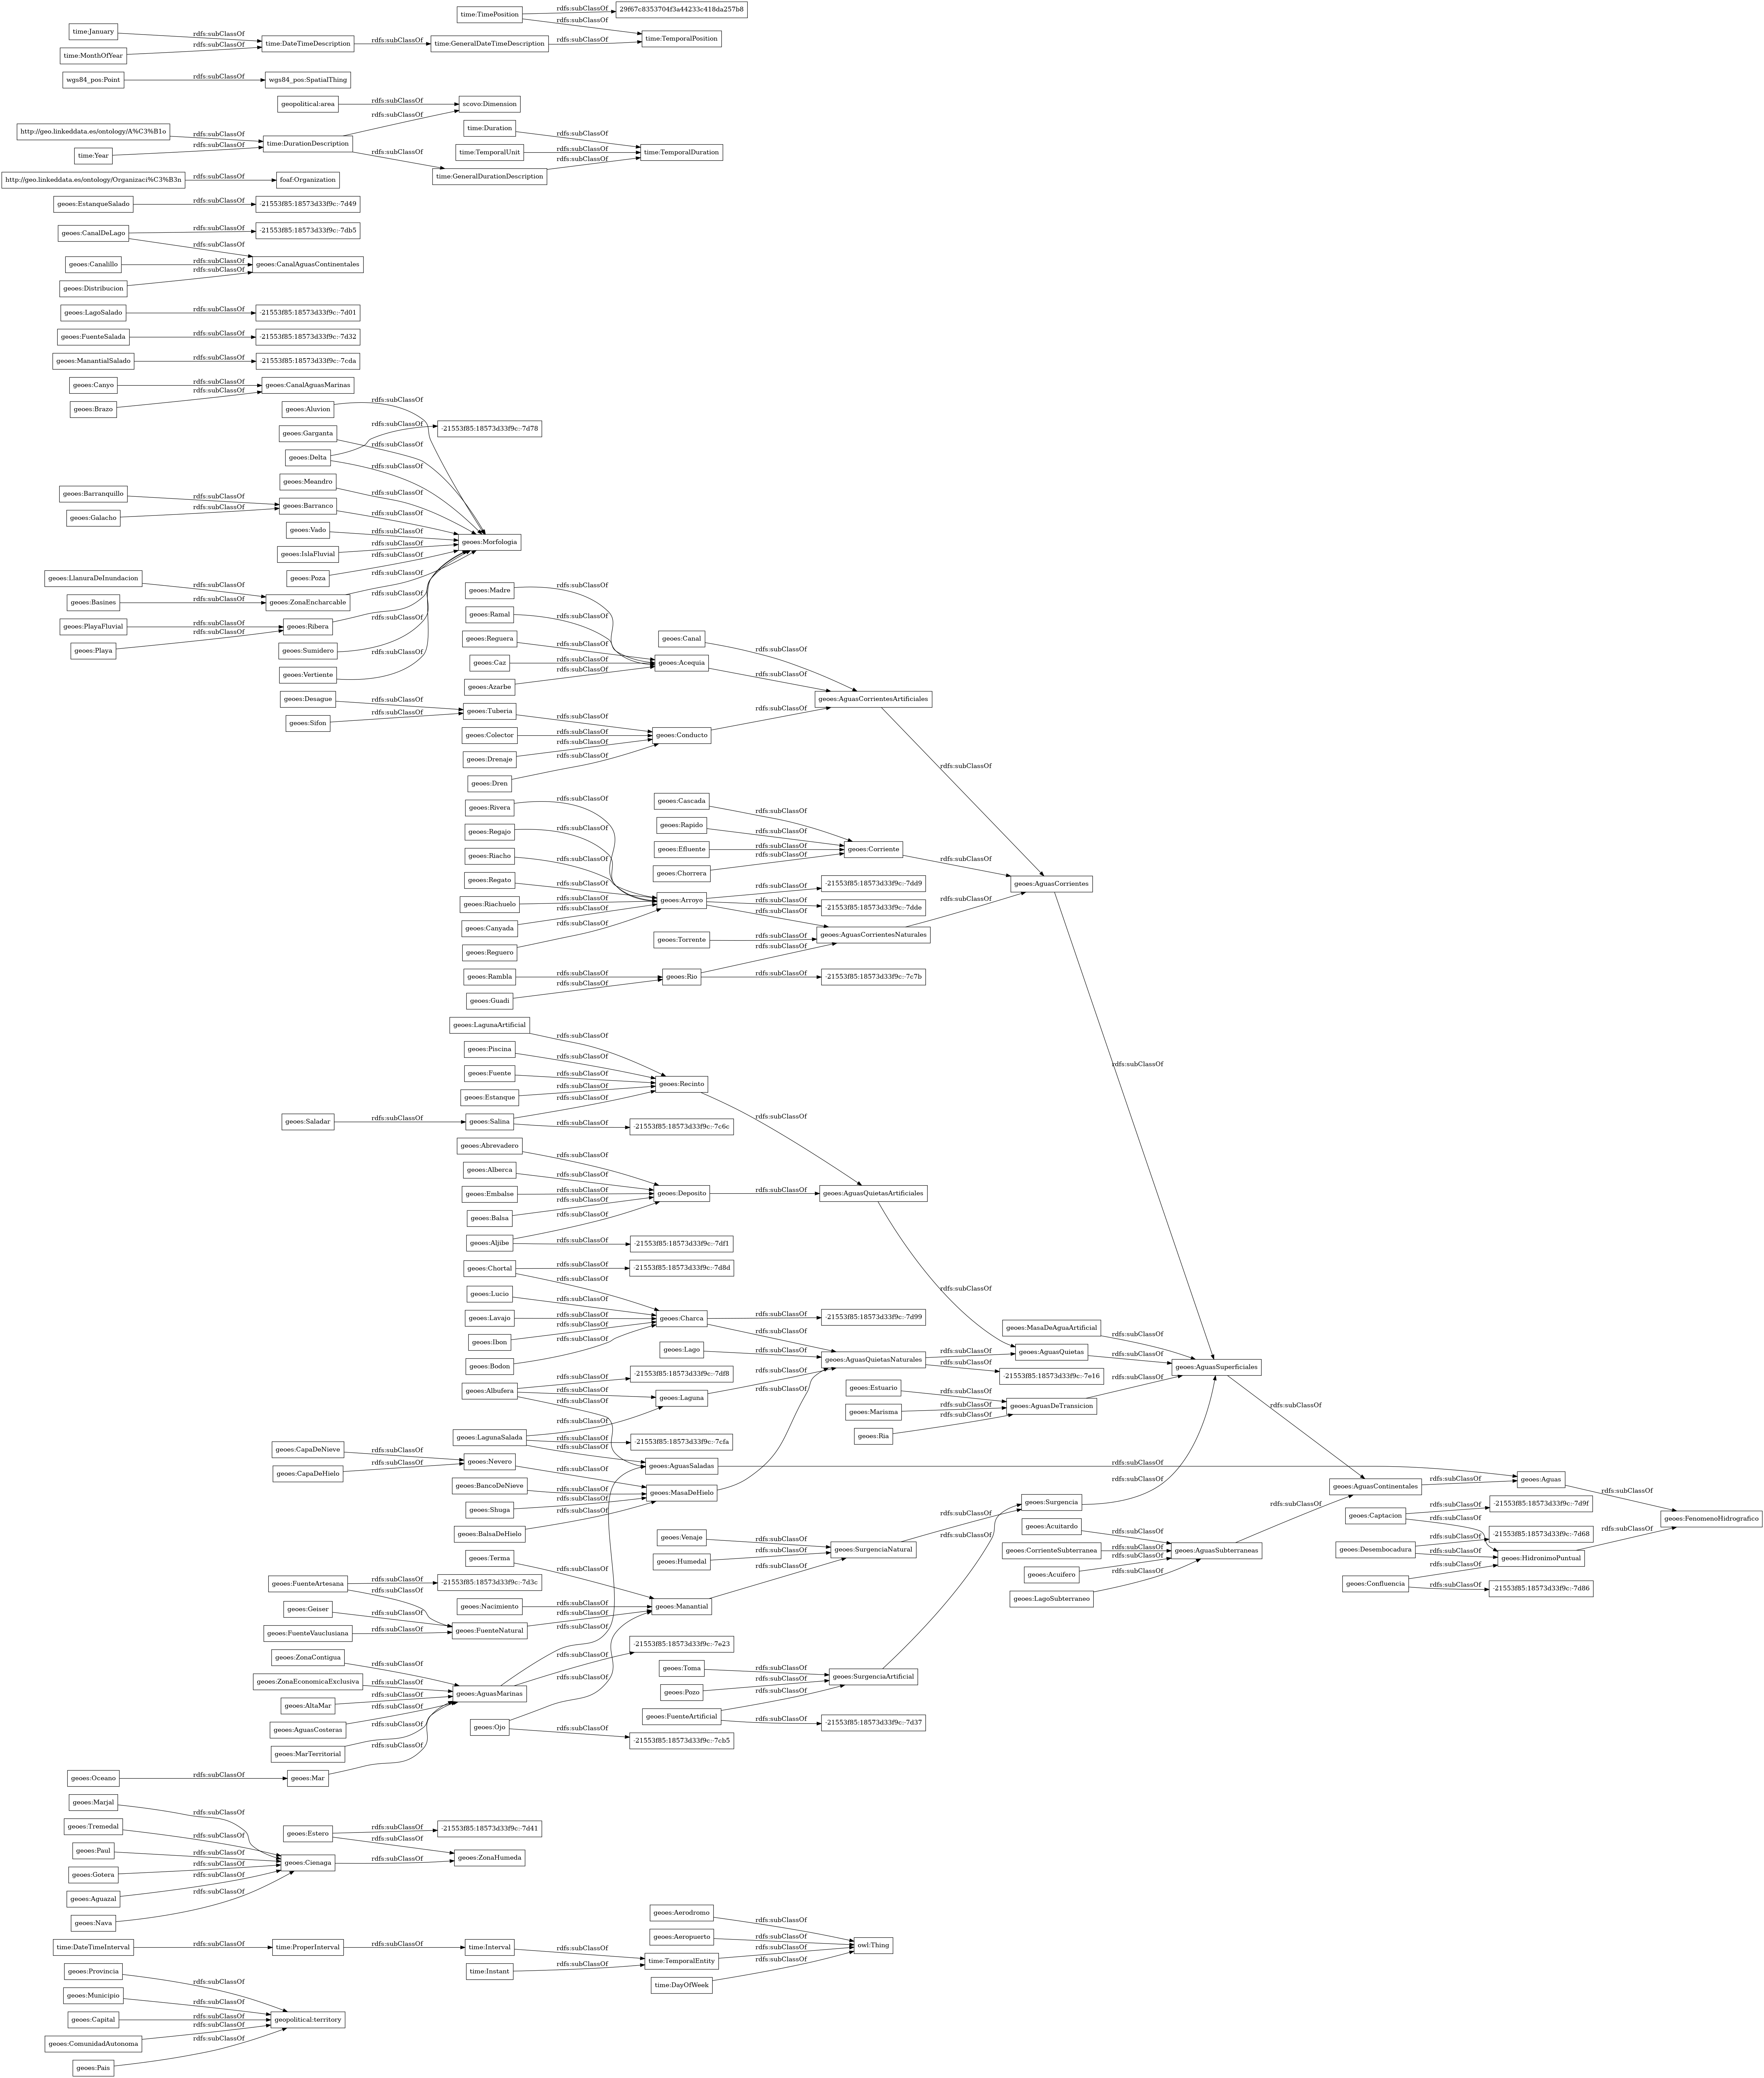 time:TimePosition
rdfs:subClassOf
29f67c8353704f3a44233c418da257b8
rdfs:subClassOf
time:January
rdfs:subClassOf
time:MonthOfYear
rdfs:subClassOf
time:DateTimeDescription
rdfs:subClassOf
time:GeneralDateTimeDescription
rdfs:subClassOf
time:TemporalPosition
wgs84_pos:Point
rdfs:subClassOf
wgs84_pos:SpatialThing
geopolitical:area
rdfs:subClassOf
scovo:Dimension
http://geo.linkeddata.es/ontology/A%C3%B1o
rdfs:subClassOf
time:Year
rdfs:subClassOf
time:DurationDescription
rdfs:subClassOf
rdfs:subClassOf
time:Duration
rdfs:subClassOf
time:TemporalUnit
rdfs:subClassOf
time:GeneralDurationDescription
rdfs:subClassOf
time:TemporalDuration
http://geo.linkeddata.es/ontology/Organizaci%C3%B3n
rdfs:subClassOf
foaf:Organization
geoes:EstanqueSalado
rdfs:subClassOf
-21553f85:18573d33f9c:-7d49
geoes:CanalDeLago
rdfs:subClassOf
-21553f85:18573d33f9c:-7db5
rdfs:subClassOf
geoes:Canalillo
rdfs:subClassOf
geoes:CanalAguasContinentales
geoes:Distribucion
rdfs:subClassOf
geoes:LagoSalado
rdfs:subClassOf
-21553f85:18573d33f9c:-7d01
geoes:FuenteSalada
rdfs:subClassOf
-21553f85:18573d33f9c:-7d32
geoes:ManantialSalado
rdfs:subClassOf
-21553f85:18573d33f9c:-7cda
geoes:Canyo
rdfs:subClassOf
geoes:CanalAguasMarinas
geoes:Brazo
rdfs:subClassOf
geoes:Aluvion
rdfs:subClassOf
geoes:Garganta
rdfs:subClassOf
geoes:Delta
rdfs:subClassOf
-21553f85:18573d33f9c:-7d78
rdfs:subClassOf
geoes:Meandro
rdfs:subClassOf
geoes:Barranquillo
rdfs:subClassOf
geoes:Galacho
rdfs:subClassOf
geoes:Barranco
rdfs:subClassOf
geoes:Vado
rdfs:subClassOf
geoes:Morfologia
geoes:IslaFluvial
rdfs:subClassOf
geoes:Poza
rdfs:subClassOf
geoes:LlanuraDeInundacion
rdfs:subClassOf
geoes:Basines
rdfs:subClassOf
geoes:ZonaEncharcable
rdfs:subClassOf
geoes:PlayaFluvial
rdfs:subClassOf
geoes:Playa
rdfs:subClassOf
geoes:Ribera
rdfs:subClassOf
geoes:Sumidero
rdfs:subClassOf
geoes:Vertiente
rdfs:subClassOf
geoes:Madre
rdfs:subClassOf
geoes:Ramal
rdfs:subClassOf
geoes:Reguera
rdfs:subClassOf
geoes:Caz
rdfs:subClassOf
geoes:Azarbe
rdfs:subClassOf
geoes:Canal
rdfs:subClassOf
geoes:Acequia
rdfs:subClassOf
geoes:AguasCorrientesArtificiales
rdfs:subClassOf
geoes:Desague
rdfs:subClassOf
geoes:Sifon
rdfs:subClassOf
geoes:Tuberia
rdfs:subClassOf
geoes:Colector
rdfs:subClassOf
geoes:Drenaje
rdfs:subClassOf
geoes:Dren
rdfs:subClassOf
geoes:Conducto
rdfs:subClassOf
geoes:Rivera
rdfs:subClassOf
geoes:Regajo
rdfs:subClassOf
geoes:Riacho
rdfs:subClassOf
geoes:Regato
rdfs:subClassOf
geoes:Riachuelo
rdfs:subClassOf
geoes:Canyada
rdfs:subClassOf
geoes:Reguero
rdfs:subClassOf
geoes:Cascada
rdfs:subClassOf
geoes:Rapido
rdfs:subClassOf
geoes:Efluente
rdfs:subClassOf
geoes:Chorrera
rdfs:subClassOf
geoes:Corriente
rdfs:subClassOf
geoes:AguasCorrientes
rdfs:subClassOf
geoes:Arroyo
rdfs:subClassOf
-21553f85:18573d33f9c:-7dd9
rdfs:subClassOf
-21553f85:18573d33f9c:-7dde
rdfs:subClassOf
geoes:AguasCorrientesNaturales
rdfs:subClassOf
geoes:Torrente
rdfs:subClassOf
rdfs:subClassOf
geoes:Rambla
rdfs:subClassOf
geoes:Guadi
rdfs:subClassOf
geoes:Rio
rdfs:subClassOf
-21553f85:18573d33f9c:-7c7b
geoes:LagunaArtificial
rdfs:subClassOf
geoes:Piscina
rdfs:subClassOf
geoes:Fuente
rdfs:subClassOf
geoes:Estanque
rdfs:subClassOf
geoes:Recinto
rdfs:subClassOf
geoes:Saladar
rdfs:subClassOf
geoes:Salina
rdfs:subClassOf
rdfs:subClassOf
-21553f85:18573d33f9c:-7c6c
geoes:Abrevadero
rdfs:subClassOf
geoes:Alberca
rdfs:subClassOf
geoes:Embalse
rdfs:subClassOf
geoes:Balsa
rdfs:subClassOf
geoes:Deposito
rdfs:subClassOf
geoes:AguasQuietasArtificiales
rdfs:subClassOf
geoes:Aljibe
rdfs:subClassOf
rdfs:subClassOf
-21553f85:18573d33f9c:-7df1
geoes:Chortal
rdfs:subClassOf
-21553f85:18573d33f9c:-7d8d
rdfs:subClassOf
geoes:Lucio
rdfs:subClassOf
geoes:Lavajo
rdfs:subClassOf
geoes:Ibon
rdfs:subClassOf
geoes:Bodon
rdfs:subClassOf
geoes:Charca
rdfs:subClassOf
-21553f85:18573d33f9c:-7d99
rdfs:subClassOf
geoes:Lago
rdfs:subClassOf
geoes:AguasQuietasNaturales
rdfs:subClassOf
rdfs:subClassOf
-21553f85:18573d33f9c:-7e16
geoes:MasaDeAguaArtificial
rdfs:subClassOf
geoes:AguasQuietas
rdfs:subClassOf
geoes:AguasSuperficiales
rdfs:subClassOf
geoes:Albufera
rdfs:subClassOf
-21553f85:18573d33f9c:-7df8
rdfs:subClassOf
rdfs:subClassOf
geoes:Laguna
rdfs:subClassOf
geoes:Estuario
rdfs:subClassOf
geoes:Marisma
rdfs:subClassOf
geoes:Ria
rdfs:subClassOf
geoes:AguasDeTransicion
rdfs:subClassOf
geoes:LagunaSalada
rdfs:subClassOf
rdfs:subClassOf
-21553f85:18573d33f9c:-7cfa
rdfs:subClassOf
geoes:AguasSaladas
rdfs:subClassOf
geoes:CapaDeNieve
rdfs:subClassOf
geoes:CapaDeHielo
rdfs:subClassOf
geoes:Nevero
rdfs:subClassOf
geoes:BancoDeNieve
rdfs:subClassOf
geoes:Shuga
rdfs:subClassOf
geoes:BalsaDeHielo
rdfs:subClassOf
geoes:MasaDeHielo
rdfs:subClassOf
geoes:Aguas
rdfs:subClassOf
geoes:AguasContinentales
rdfs:subClassOf
geoes:Surgencia
rdfs:subClassOf
geoes:Captacion
rdfs:subClassOf
-21553f85:18573d33f9c:-7d9f
rdfs:subClassOf
geoes:FenomenoHidrografico
geoes:Desembocadura
rdfs:subClassOf
-21553f85:18573d33f9c:-7d68
rdfs:subClassOf
geoes:HidronimoPuntual
rdfs:subClassOf
geoes:Confluencia
rdfs:subClassOf
rdfs:subClassOf
-21553f85:18573d33f9c:-7d86
geoes:Acuitardo
rdfs:subClassOf
geoes:CorrienteSubterranea
rdfs:subClassOf
geoes:Acuifero
rdfs:subClassOf
geoes:LagoSubterraneo
rdfs:subClassOf
geoes:AguasSubterraneas
rdfs:subClassOf
geoes:Venaje
rdfs:subClassOf
geoes:Humedal
rdfs:subClassOf
geoes:SurgenciaNatural
rdfs:subClassOf
geoes:Terma
rdfs:subClassOf
geoes:FuenteArtesana
rdfs:subClassOf
-21553f85:18573d33f9c:-7d3c
rdfs:subClassOf
geoes:Nacimiento
rdfs:subClassOf
geoes:Manantial
rdfs:subClassOf
geoes:Geiser
rdfs:subClassOf
geoes:FuenteVauclusiana
rdfs:subClassOf
geoes:FuenteNatural
rdfs:subClassOf
geoes:ZonaContigua
rdfs:subClassOf
geoes:ZonaEconomicaExclusiva
rdfs:subClassOf
geoes:AltaMar
rdfs:subClassOf
geoes:AguasCosteras
rdfs:subClassOf
geoes:MarTerritorial
rdfs:subClassOf
geoes:AguasMarinas
rdfs:subClassOf
rdfs:subClassOf
-21553f85:18573d33f9c:-7e23
geoes:Ojo
rdfs:subClassOf
rdfs:subClassOf
-21553f85:18573d33f9c:-7cb5
geoes:Toma
rdfs:subClassOf
geoes:Pozo
rdfs:subClassOf
geoes:SurgenciaArtificial
rdfs:subClassOf
geoes:FuenteArtificial
rdfs:subClassOf
rdfs:subClassOf
-21553f85:18573d33f9c:-7d37
geoes:Oceano
rdfs:subClassOf
geoes:Mar
rdfs:subClassOf
geoes:Marjal
rdfs:subClassOf
geoes:Tremedal
rdfs:subClassOf
geoes:Paul
rdfs:subClassOf
geoes:Gotera
rdfs:subClassOf
geoes:Aguazal
rdfs:subClassOf
geoes:Nava
rdfs:subClassOf
geoes:Estero
rdfs:subClassOf
-21553f85:18573d33f9c:-7d41
rdfs:subClassOf
geoes:Cienaga
rdfs:subClassOf
geoes:ZonaHumeda
geoes:Aerodromo
rdfs:subClassOf
geoes:Aeropuerto
rdfs:subClassOf
owl:Thing
time:DateTimeInterval
rdfs:subClassOf
time:ProperInterval
rdfs:subClassOf
time:Interval
rdfs:subClassOf
time:Instant
rdfs:subClassOf
time:TemporalEntity
rdfs:subClassOf
time:DayOfWeek
rdfs:subClassOf
geoes:Provincia
rdfs:subClassOf
geoes:Municipio
rdfs:subClassOf
geoes:Capital
rdfs:subClassOf
geopolitical:territory
geoes:ComunidadAutonoma
rdfs:subClassOf
geoes:Pais
rdfs:subClassOf